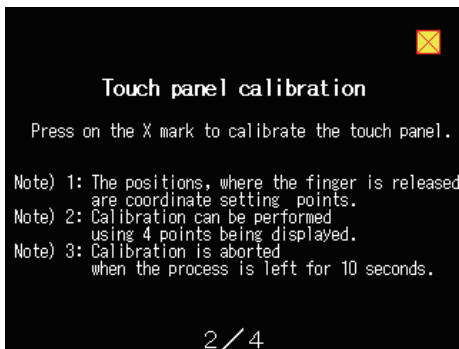 Touch panel calibration
Press on the X mark to calibrate the touch panel.
Note) 1: The positions, where the finger is released
are coordinate setting points.
Note) 2: Calibration can be performed
using 4 points being displayed.
Note) 3: Calibration is aborted
when the process is left for 10 seconds.
2/4